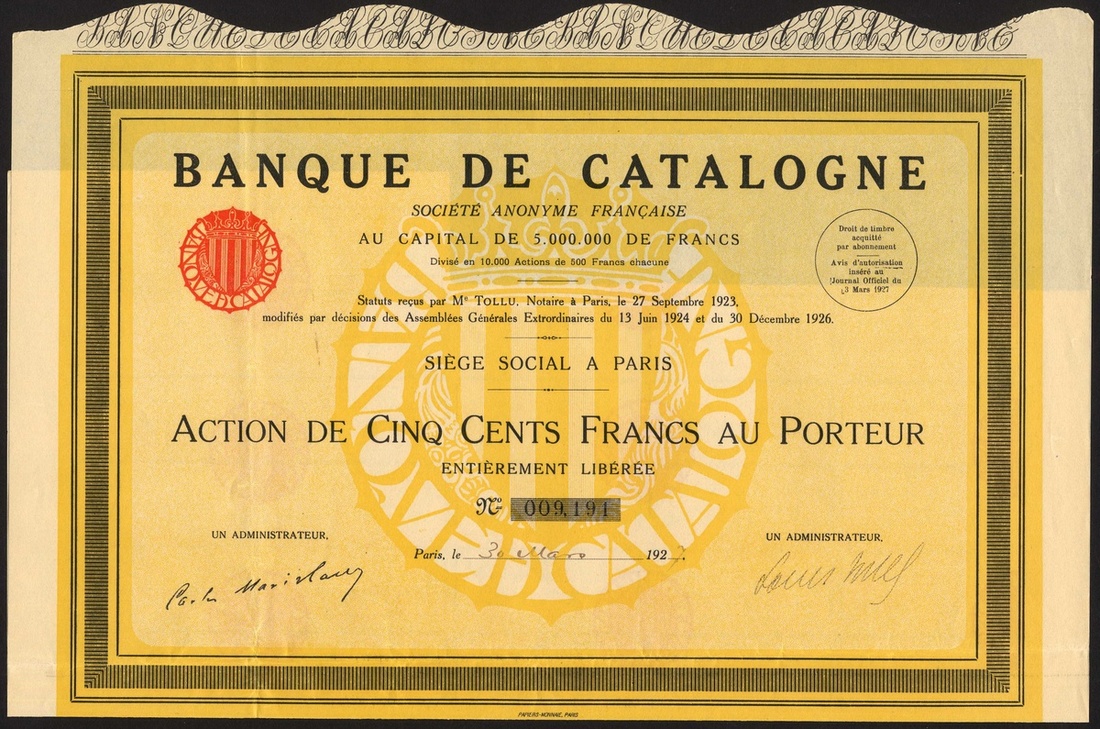 BANQUE DE CATALOGNE
SOCIÉTÉ ANONYME FRANÇAISE
AU CAPITAL DE 5.000.000 DE FRANCS
Divisé en 10.000 Actions de 500 Francs chacune
Statuts reçus par Me TOLLU, Notaire à Paris, le 27 Septembre 1923,
modifiés par décisions des Assemblées Générales Extrordinaires du 13 Juin 1924 et du 30 Décembre 1926.
BANQVE D CATALOGN
Droit de timbre
acquitté
par abonnement
Avis d'autorisation
inséré au
Journal Officiel du
3 Mars 1927
SIÈGE SOCIAL A PARIS
ACTION DE CINQ CENTS FRANCS AU PORTEUR
ENTIÈREMENT LIBÉRÉE
No 009,191
UN ADMINISTRATEUR,
Paris, le 30 Mars 1927.
UN ADMINISTRATEUR,
Louis
PAPIERS-MONNAIE, PARIS